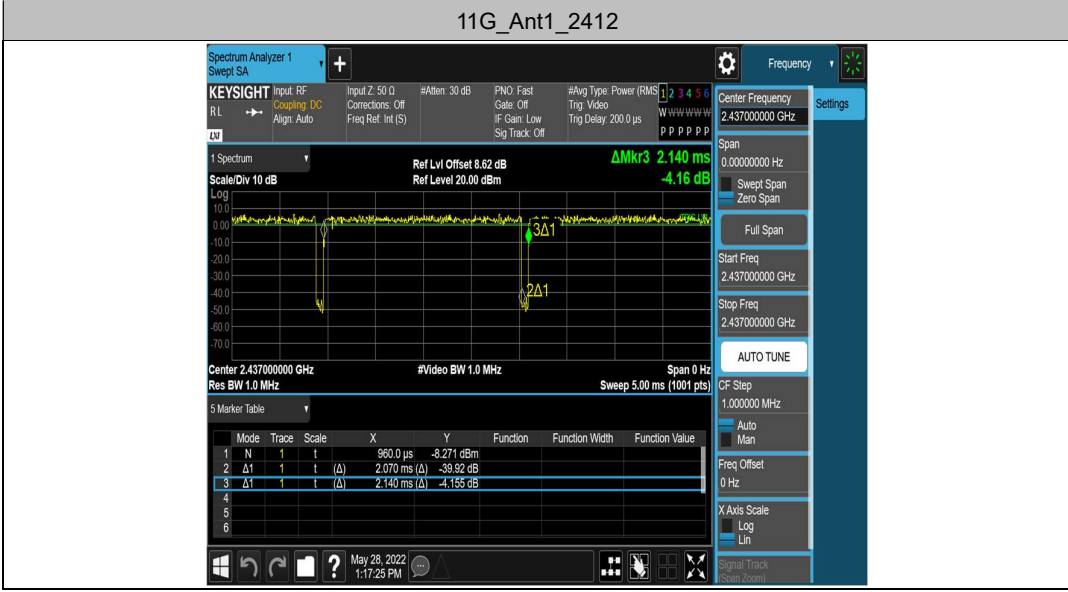 11G_Ant1_2412
Spectrum Analyzer 1
Swept SA
+
Frequency
KEYSIGHT
RL
LXI
Input: RF
Coupling: DC
Align: Auto
Input Z: 50 Ω
Corrections: Off
Freq Ref: Int (S)
#Atten: 30 dB
PNO: Fast
Gate: Off
IF Gain: Low
Sig Track: Off
#Avg Type: Power (RMS
Trig: Video
Trig Delay: 200.0 µs
1 2 3 4 5 6
W W W W W W
P P P P P P
1 Spectrum
Scale/Div 10 dB
Ref Lvl Offset 8.62 dB
Ref Level 20.00 dBm
ΔMkr3 2.140 ms
-4.16 dB
Log
10.0
0.00
-10.0
-20.0
-30.0
-40.0
-50.0
-60.0
-70.0
3Δ1
2Δ1
Center 2.437000000 GHz
#Video BW 1.0 MHz
Span 0 Hz
Res BW 1.0 MHz
Sweep 5.00 ms (1001 pts)
5 Marker Table
Mode Trace Scale X Y Function Function Width Function Value
1 N 1 t 960.0 µs -8.271 dBm
2 Δ1 1 t (Δ) 2.070 ms (Δ) -39.92 dB
3 Δ1 1 t (Δ) 2.140 ms (Δ) -4.155 dB
4
5
6
?
May 28, 2022
1:17:25 PM
Center Frequency
2.437000000 GHz
Settings
Span
0.00000000 Hz
Swept Span
Zero Span
Full Span
Start Freq
2.437000000 GHz
Stop Freq
2.437000000 GHz
AUTO TUNE
CF Step
1.000000 MHz
Auto
Man
Freq Offset
0 Hz
X Axis Scale
Log
Lin
Signal Track
(Span Zoom)